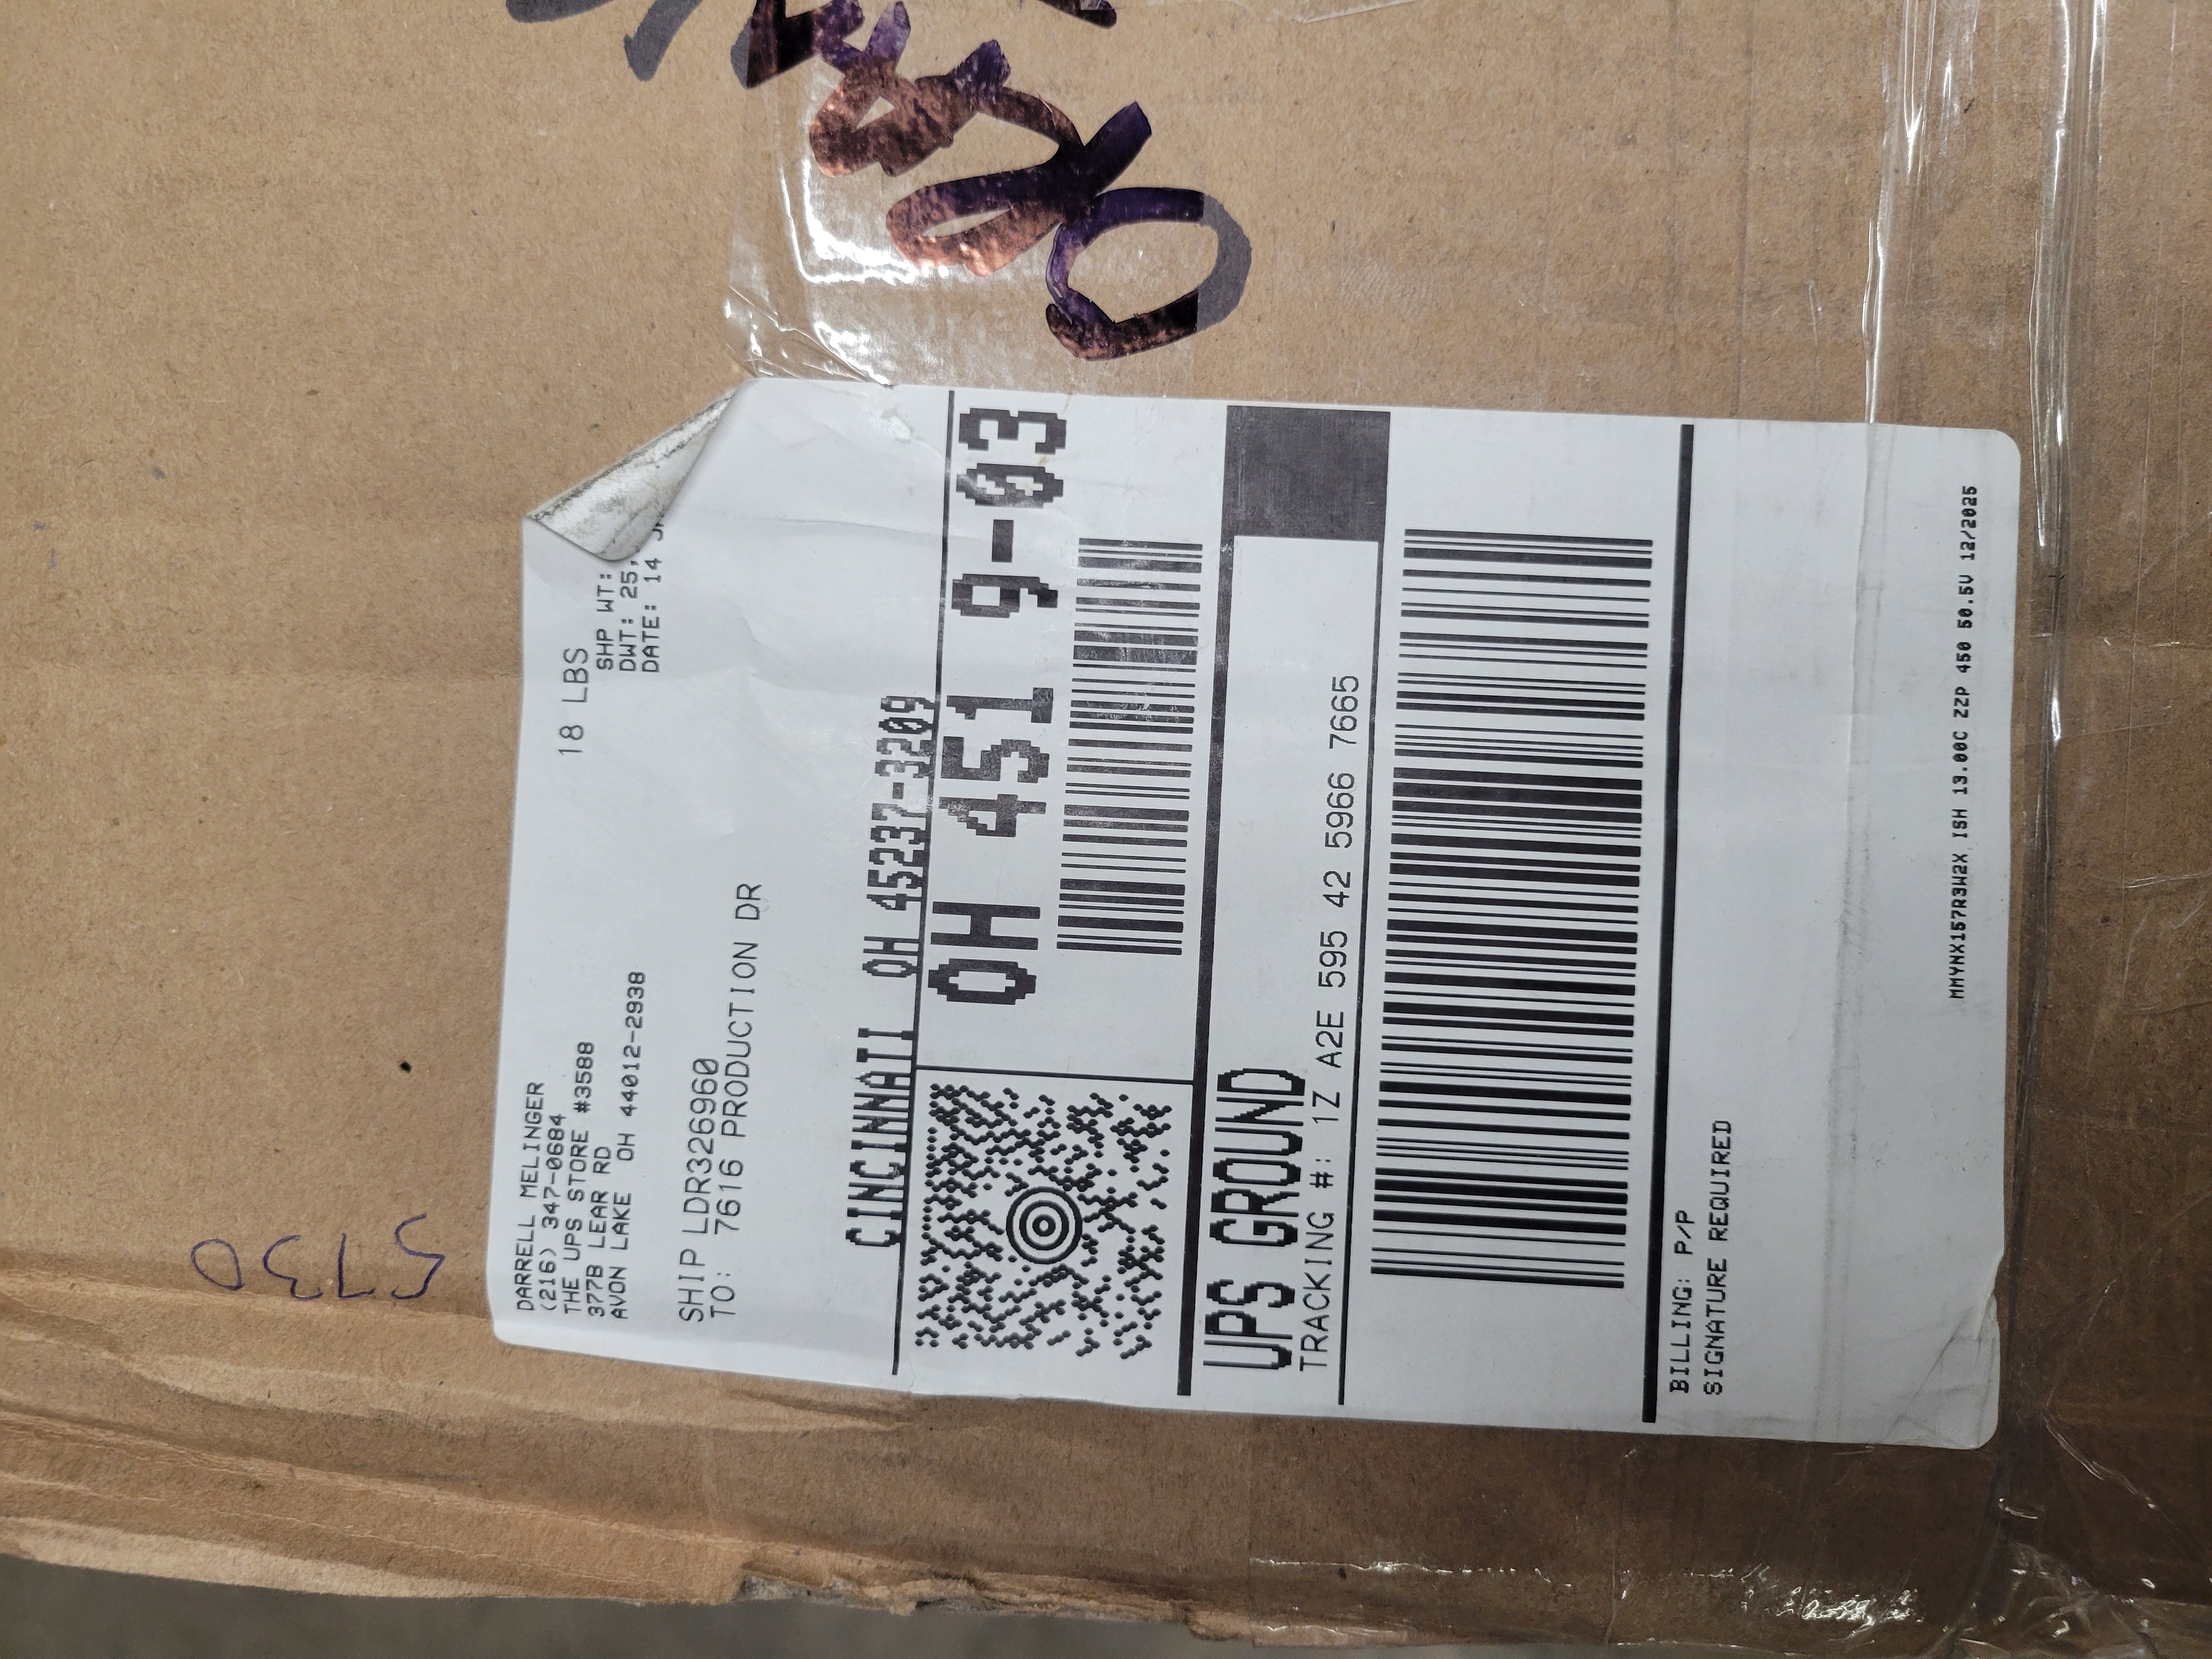 DARRELL MELINGER
(216) 347-0684
THE UPS STORE #3588
377B LEAR RD
AVON LAKE OH 44012-2938
18 LBS
SHP WT:
DWT: 25,
DATE: 14
SHIP LDR326960
TO: 7616 PRODUCTION DR
CINCINNATI OH 45237-3209
OH 451 9-03
UPS GROUND
TRACKING #: 1Z A2E 595 42 5966 7665
BILLING: P/P
SIGNATURE REQUIRED
MMYNX157R3W2X ISH 13.00C ZZP 450 50.5V 12/2025